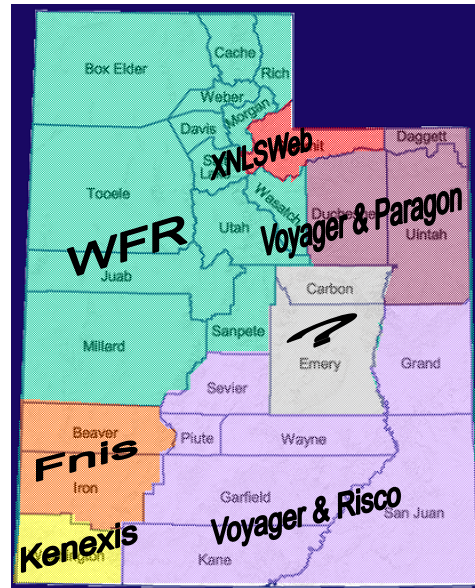 Cache
Box Elder
Rich
Weber
Morgan
Davis
XNLSWeb
Daggett
Tooele
Wasatch
Duchesne
Utah
Voyager & Paragon
Uintah
WFR
Juab
Carbon
Sanpete
Millard
?
Emery
Grand
Sevier
Beaver
Piute
Wayne
Fnis
Iron
Garfield
Voyager & Risco
San Juan
Kenexis
Kane